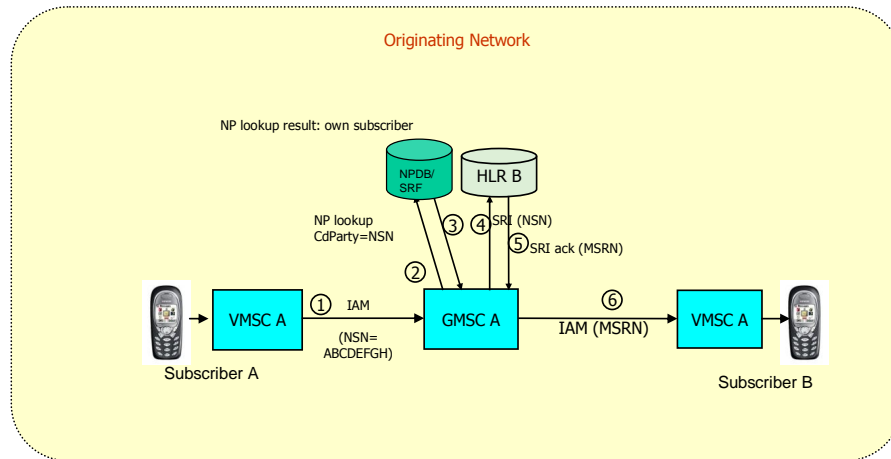 Originating Network
NP lookup result: own subscriber
NPDB/
SRF
HLR B
NP lookup
CdParty=NSN
3
4
SRI (NSN)
5
SRI ack (MSRN)
2
1
IAM
6
VMSC A
GMSC A
VMSC A
(NSN=
ABCDEFGH)
IAM (MSRN)
Subscriber A
Subscriber B